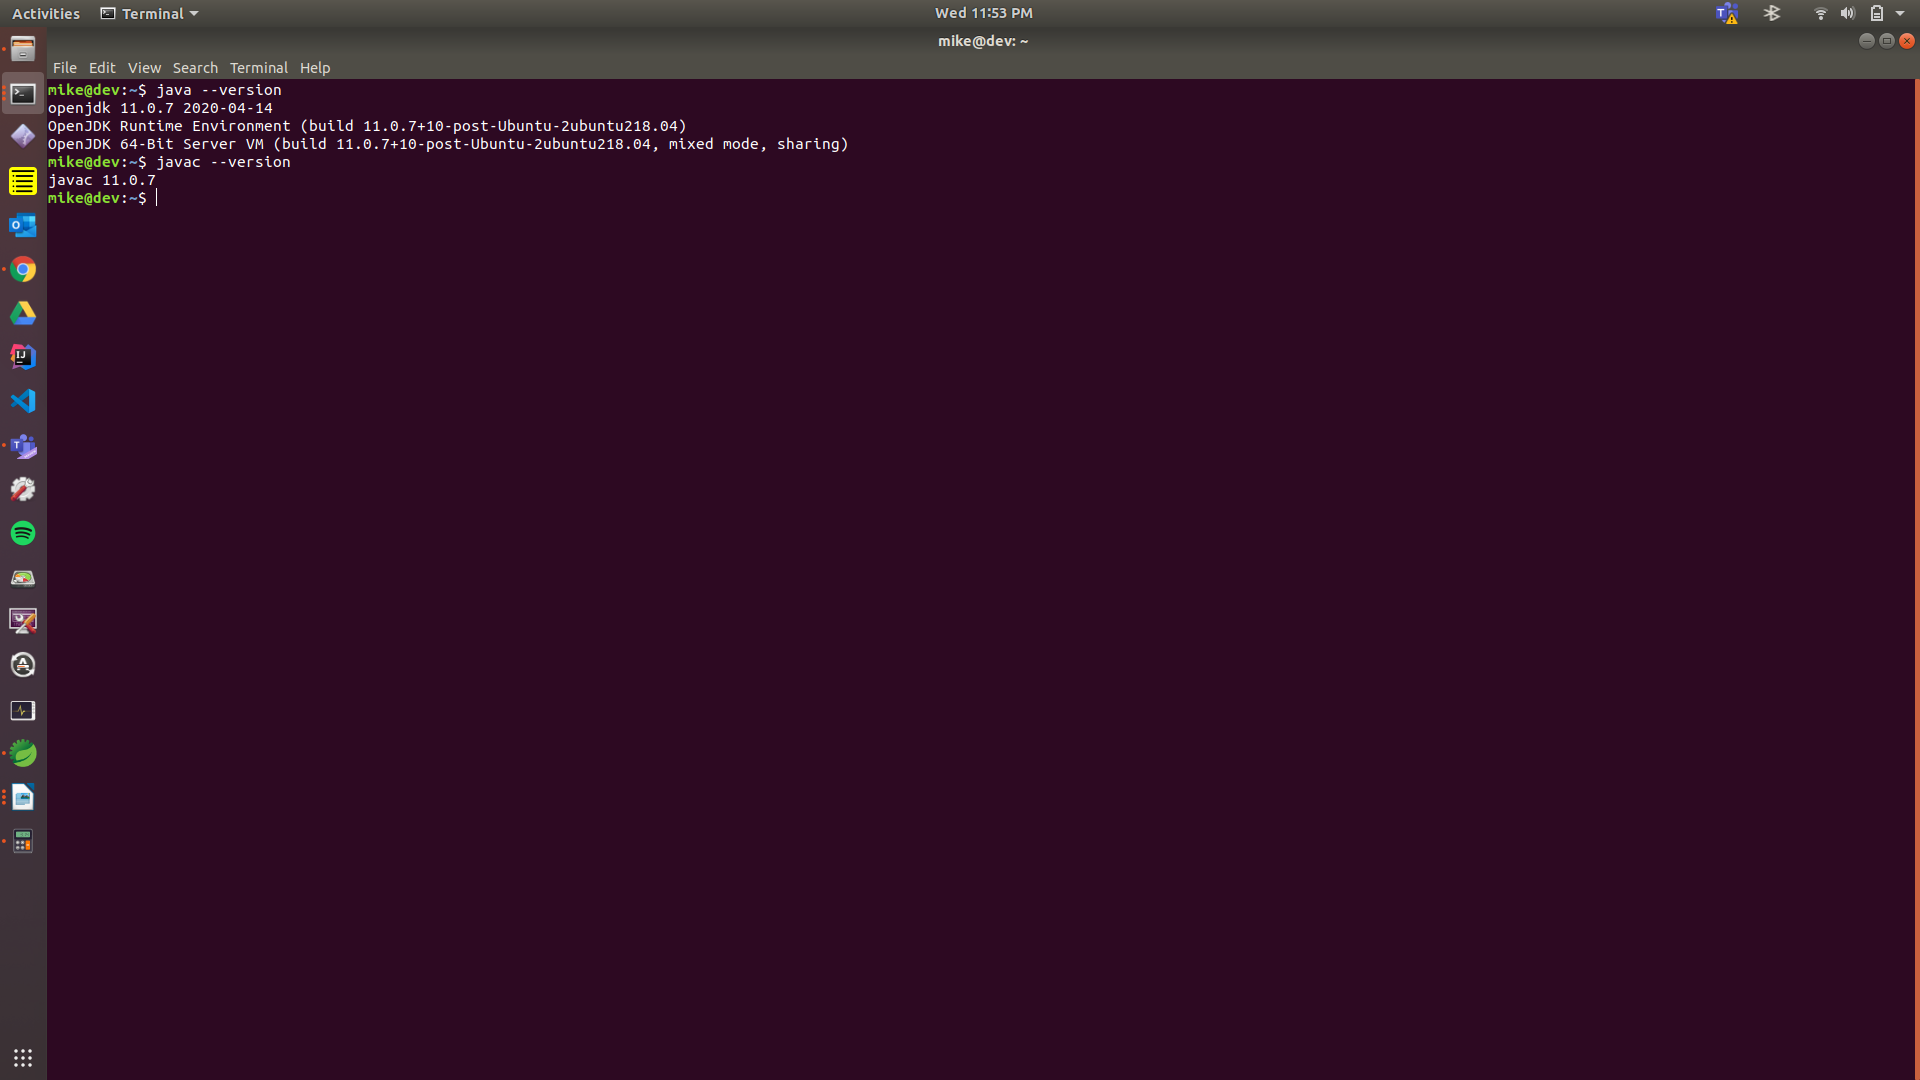 Activities Terminal Wed 11:53 PM
mike@dev: ~
File Edit View Search Terminal Help
mike@dev:~$ java --version
openjdk 11.0.7 2020-04-14
OpenJDK Runtime Environment (build 11.0.7+10-post-Ubuntu-2ubuntu218.04)
OpenJDK 64-Bit Server VM (build 11.0.7+10-post-Ubuntu-2ubuntu218.04, mixed mode, sharing)
mike@dev:~$ javac --version
javac 11.0.7
mike@dev:~$